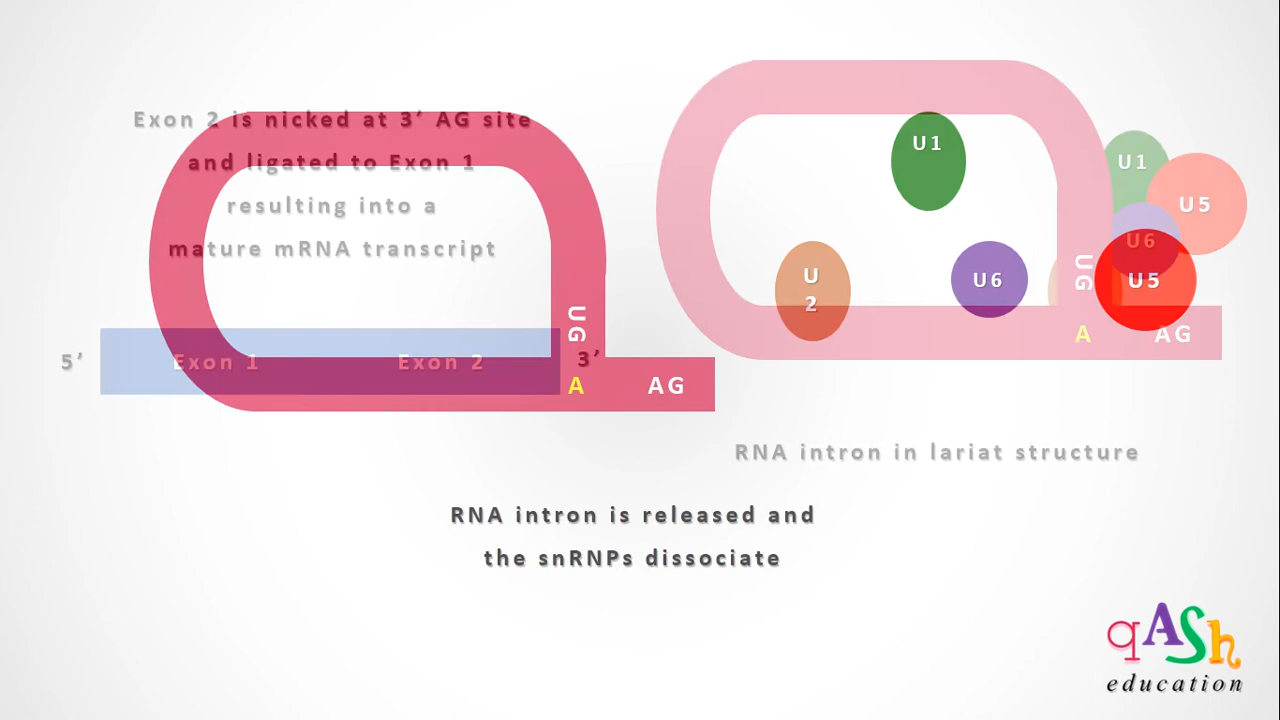 Exon 2 is nicked at 3’ AG site
and ligated to Exon 1
resulting into a
mature mRNA transcript
5’
Exon 1
Exon 2
3’
UG
A
AG
U1
U
2
U6
U1
U5
U6
U5
UG
A
AG
RNA intron in lariat structure
RNA intron is released and
the snRNPs dissociate
qASh
education